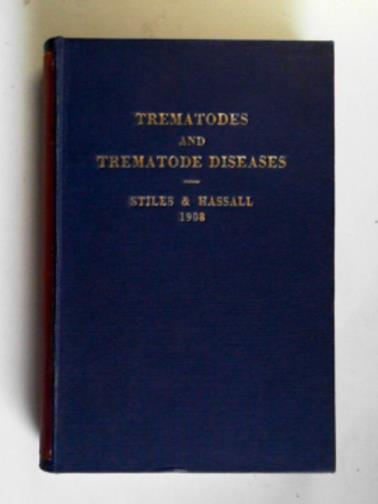 TREMATODES
AND
TREMATODE DISEASES
STILES & HASSALL
1908